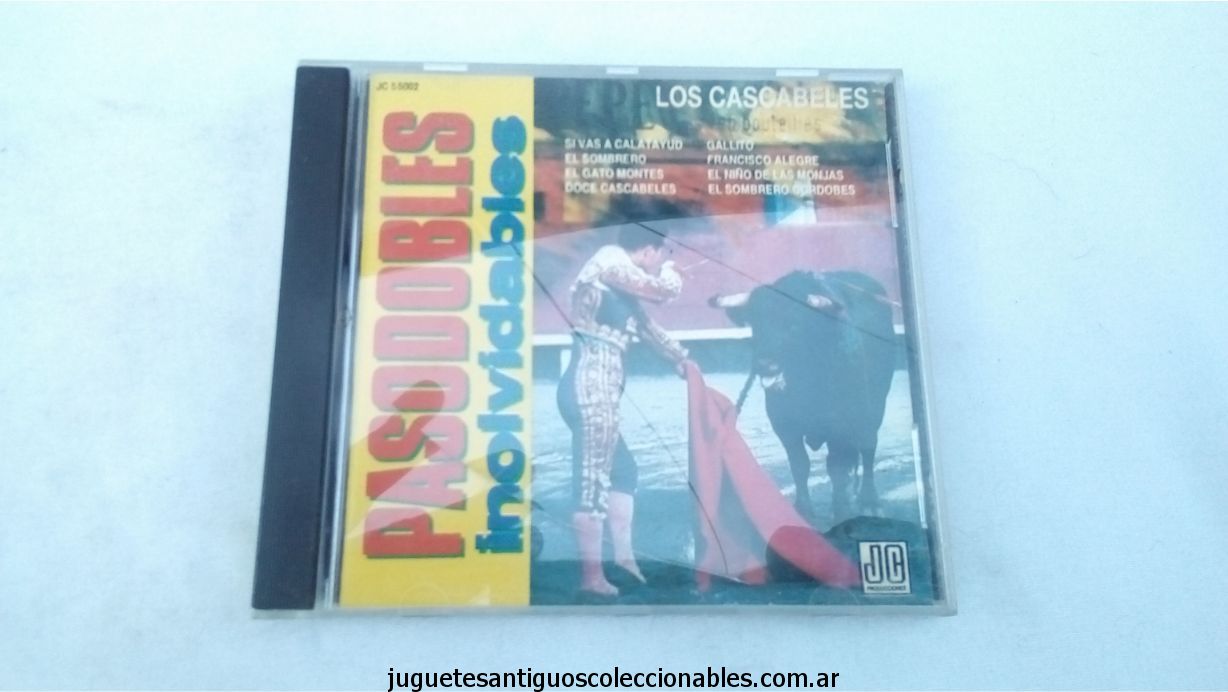 JC 55002
PASODOBLES
inolvidables
LOS CASCABELES
SI VAS A CALATAYUD
EL SOMBRERO
EL GATO MONTES
DOCE CASCABELES
GALLITO
FRANCISCO ALEGRE
EL NIÑO DE LAS MONJAS
EL SOMBRERO CORDOBES
JC
PRODUCCIONES
juguetesantiguoscoleccionables.com.ar